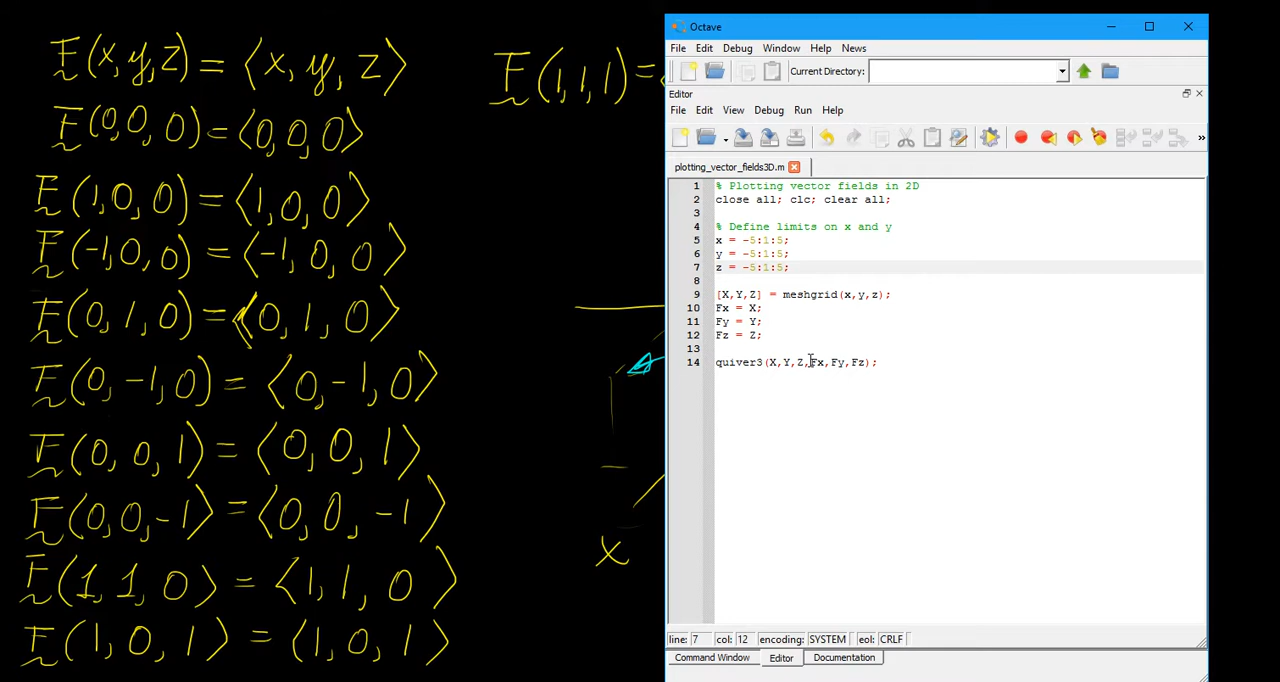 F(x,y,z) = ⟨x, y, z⟩
F(0,0,0) = ⟨0,0,0⟩
F(1,0,0) = ⟨1,0,0⟩
F(-1,0,0) = ⟨-1,0,0⟩
F(0,1,0) = ⟨0,1,0⟩
F(0,-1,0) = ⟨0,-1,0⟩
F(0,0,1) = ⟨0,0,1⟩
F(0,0,-1⟩ = ⟨0,0,-1⟩
F(1,1,0⟩ = ⟨1,1,0⟩
F(1,0,1) = ⟨1,0,1⟩
F(1,1,1) =
x
Octave
File Edit Debug Window Help News
Current Directory:
Editor
File Edit View Debug Run Help
»
plotting_vector_fields3D.m
1 % Plotting vector fields in 2D
2 close all; clc; clear all;
3
4 % Define limits on x and y
5 x = -5:1:5;
6 y = -5:1:5;
7 z = -5:1:5;
8
9 [X,Y,Z] = meshgrid(x,y,z);
10 Fx = X;
11 Fy = Y;
12 Fz = Z;
13
14 quiver3(X,Y,Z,Fx,Fy,Fz);
line: 7 col: 12 encoding: SYSTEM eol: CRLF
Command Window Editor Documentation